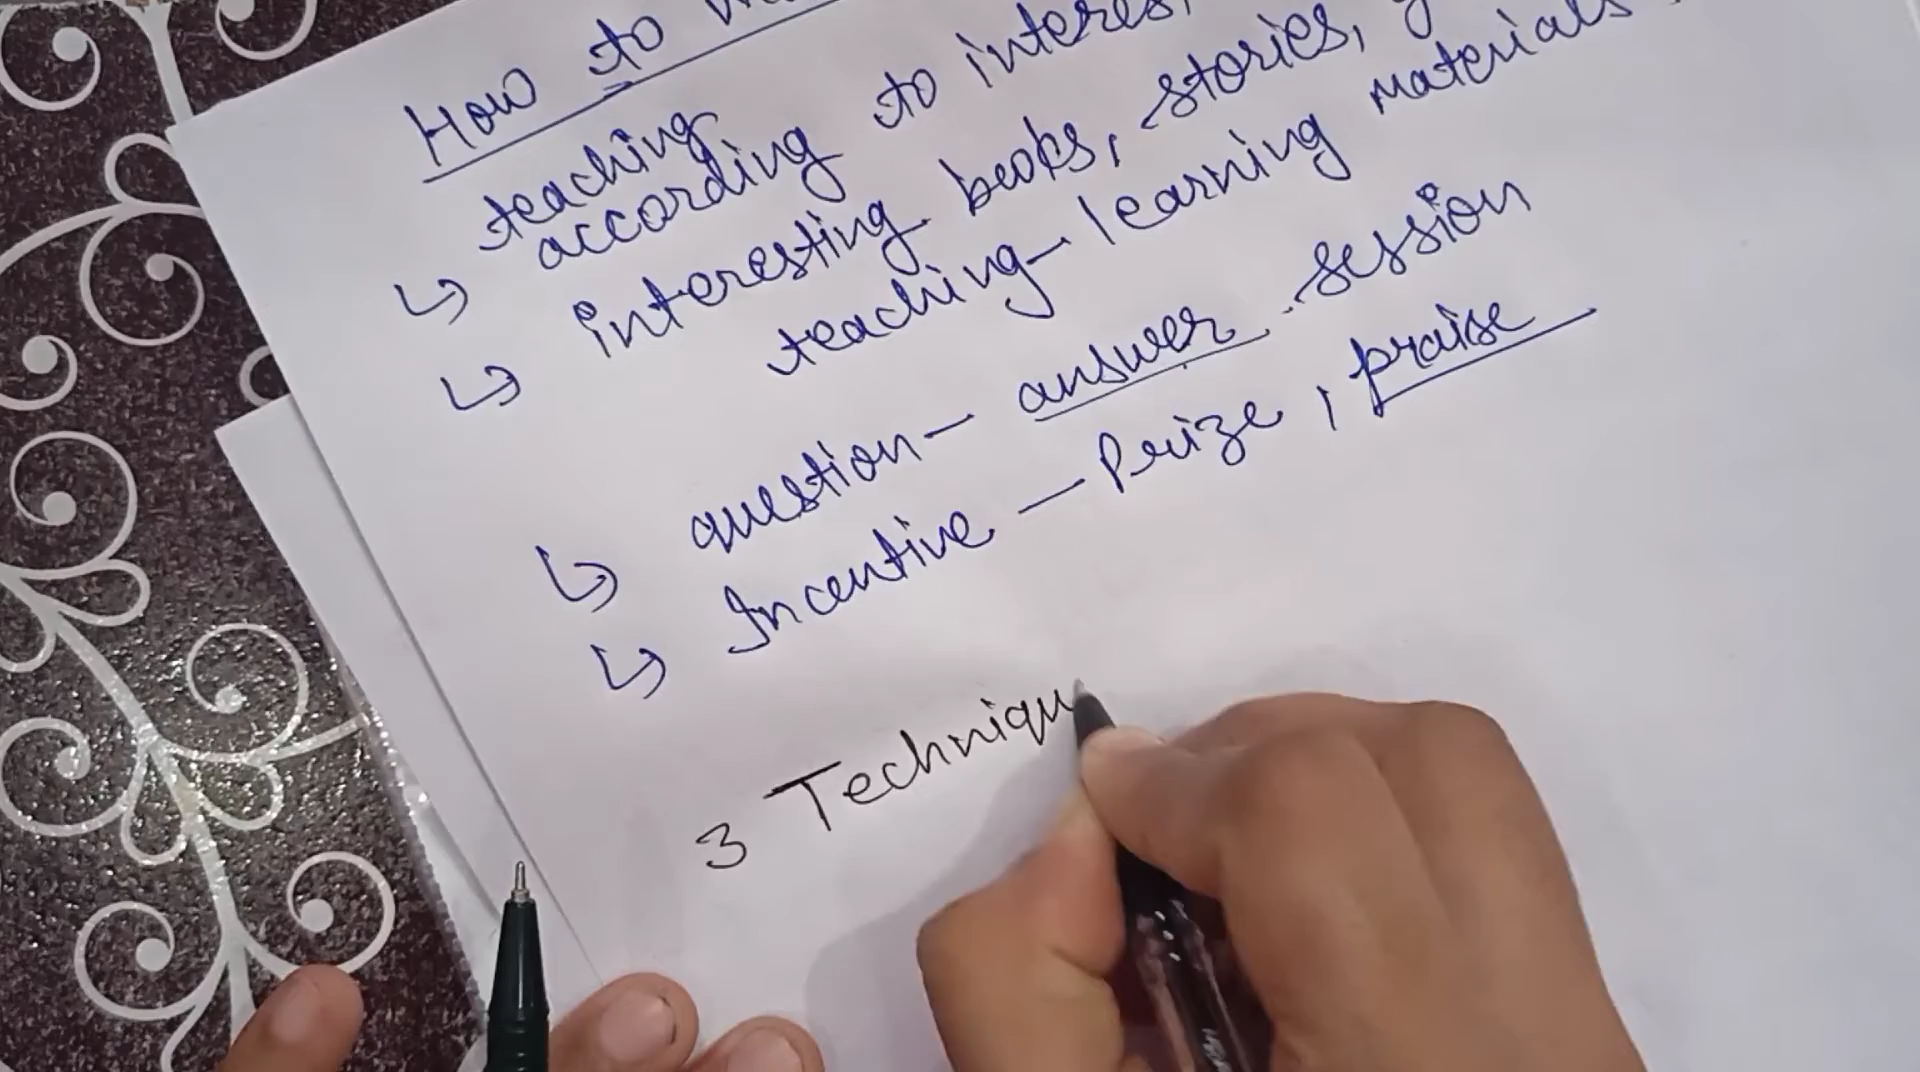 How to
teaching
according to interes
interesting books, stories,
teaching-learning materials
question-answer session
Incentive - Prize, praise
3 Techniqu